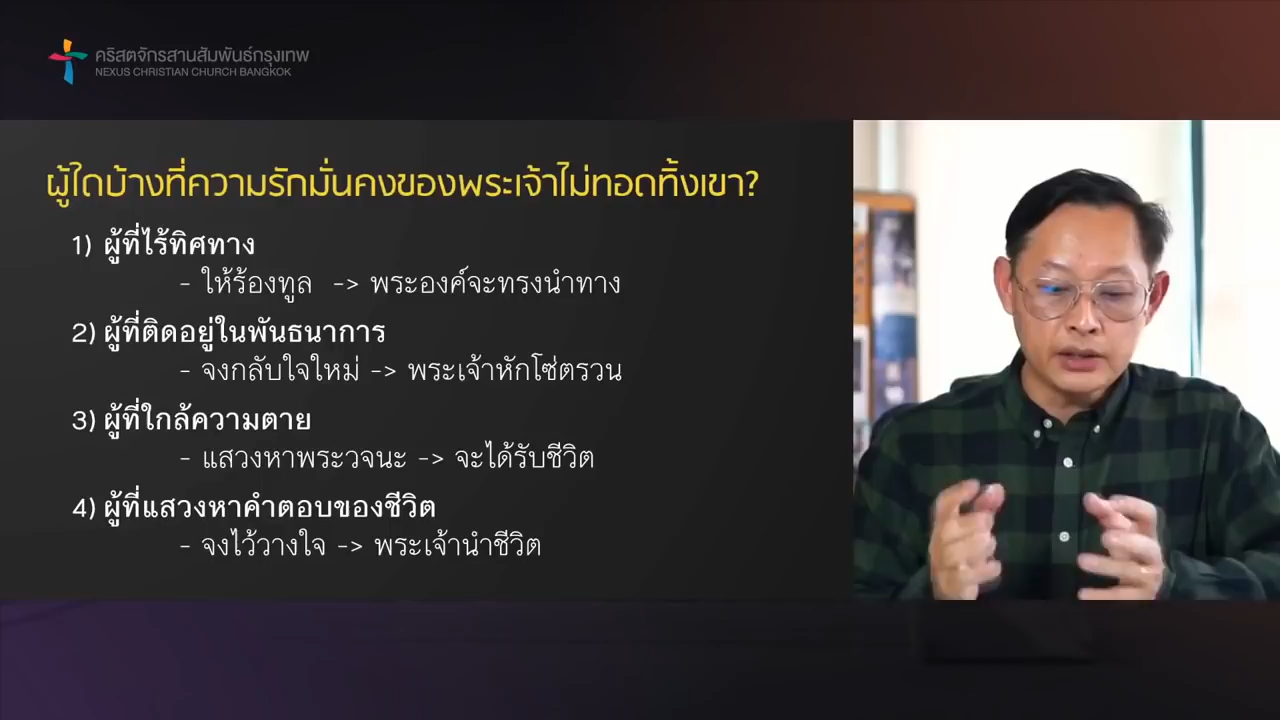 คริสตจักรสานสัมพันธ์กรุงเทพ
NEXUS CHRISTIAN CHURCH BANGKOK
ผู้ใดบ้างที่ความรักมั่นคงของพระเจ้าไม่ทอดทิ้งเขา?
1) ผู้ที่ไร้ทิศทาง
- ให้ร้องทูล -> พระองค์จะทรงนำทาง
2) ผู้ที่ติดอยู่ในพันธนาการ
- จงกลับใจใหม่ -> พระเจ้าหักโซ่ตรวน
3) ผู้ที่ใกล้ความตาย
- แสวงหาพระวจนะ -> จะได้รับชีวิต
4) ผู้ที่แสวงหาคำตอบของชีวิต
- จงไว้วางใจ -> พระเจ้านำชีวิต